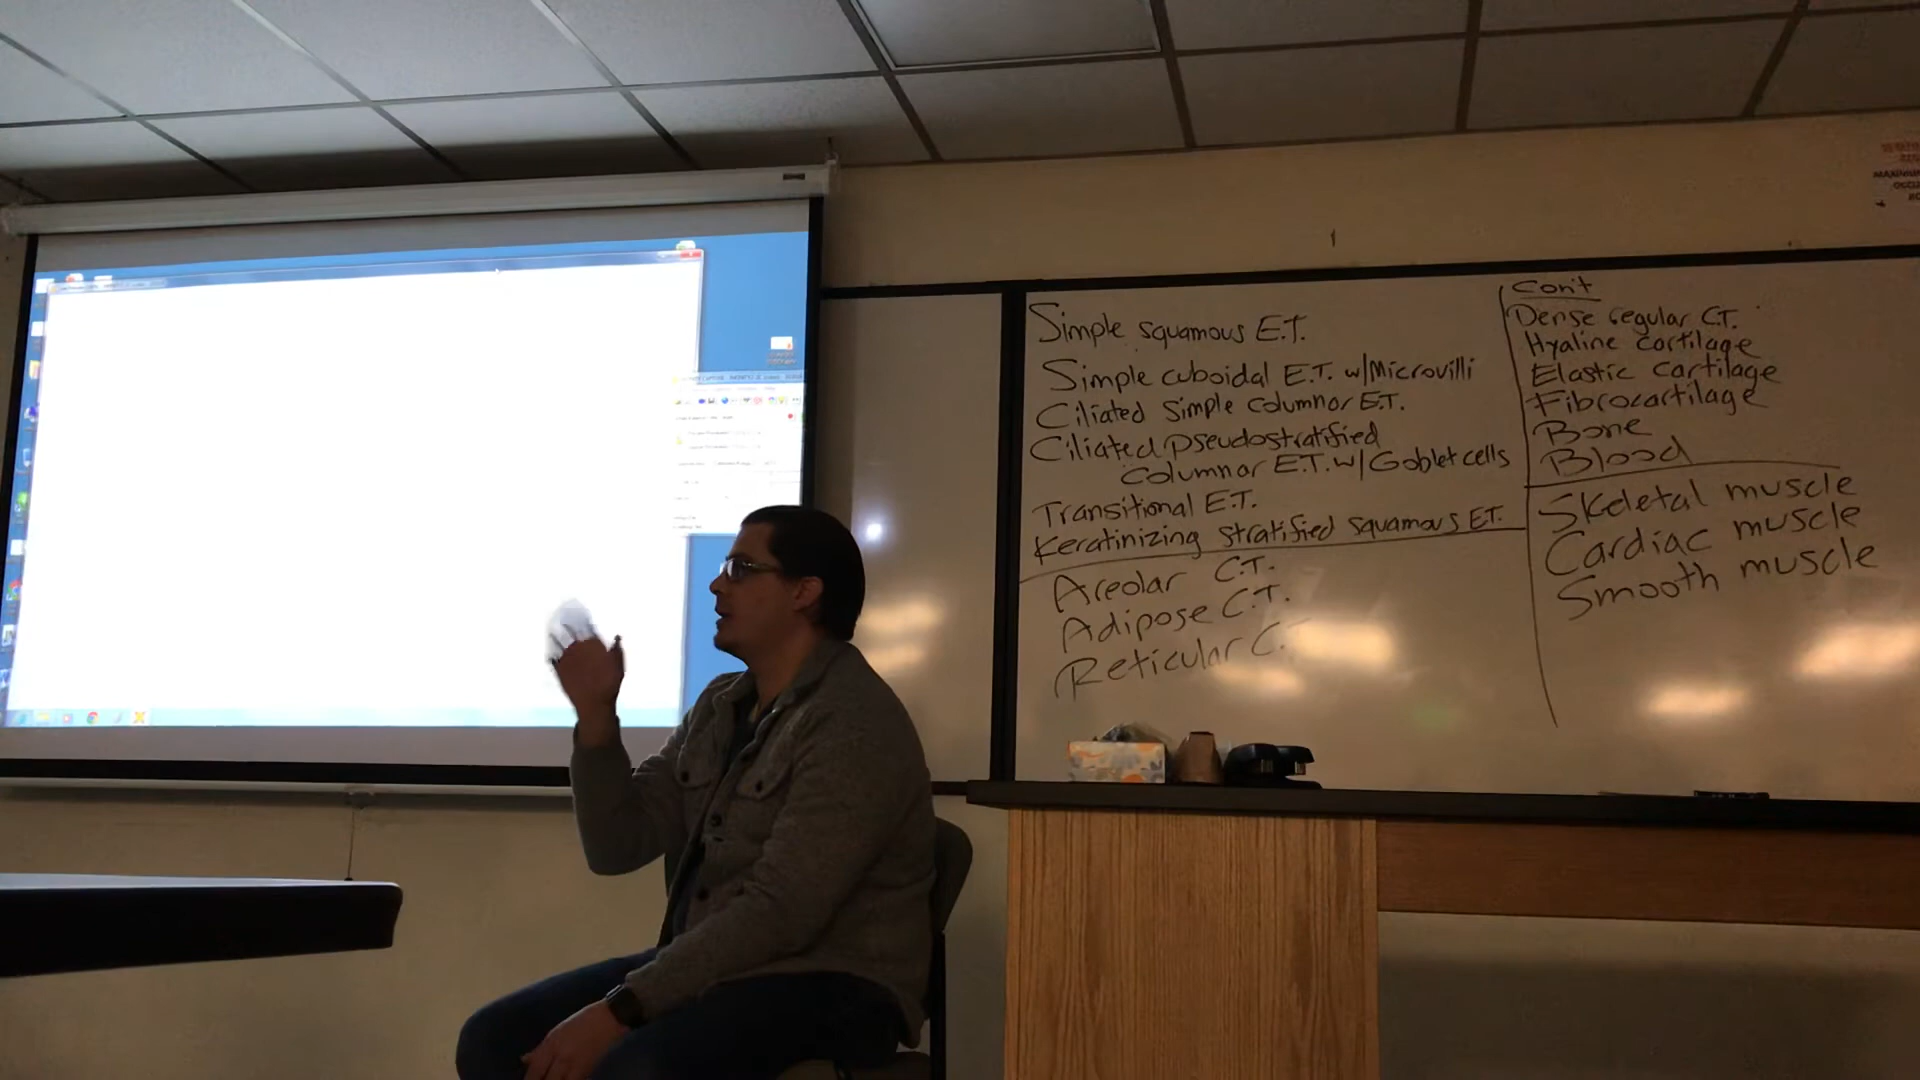 Simple squamous E.T.
Simple cuboidal E.T. w/Microvilli
Ciliated simple columnar E.T.
Ciliated pseudostratified
columnar E.T. w/Goblet cells
Transitional E.T.
Keratinizing stratified squamous E.T.
Areolar C.T.
Adipose C.T.
Reticular C.
Con't
Dense regular C.T.
Hyaline cartilage
Elastic cartilage
Fibrocartilage
Bone
Blood
Skeletal muscle
Cardiac muscle
Smooth muscle